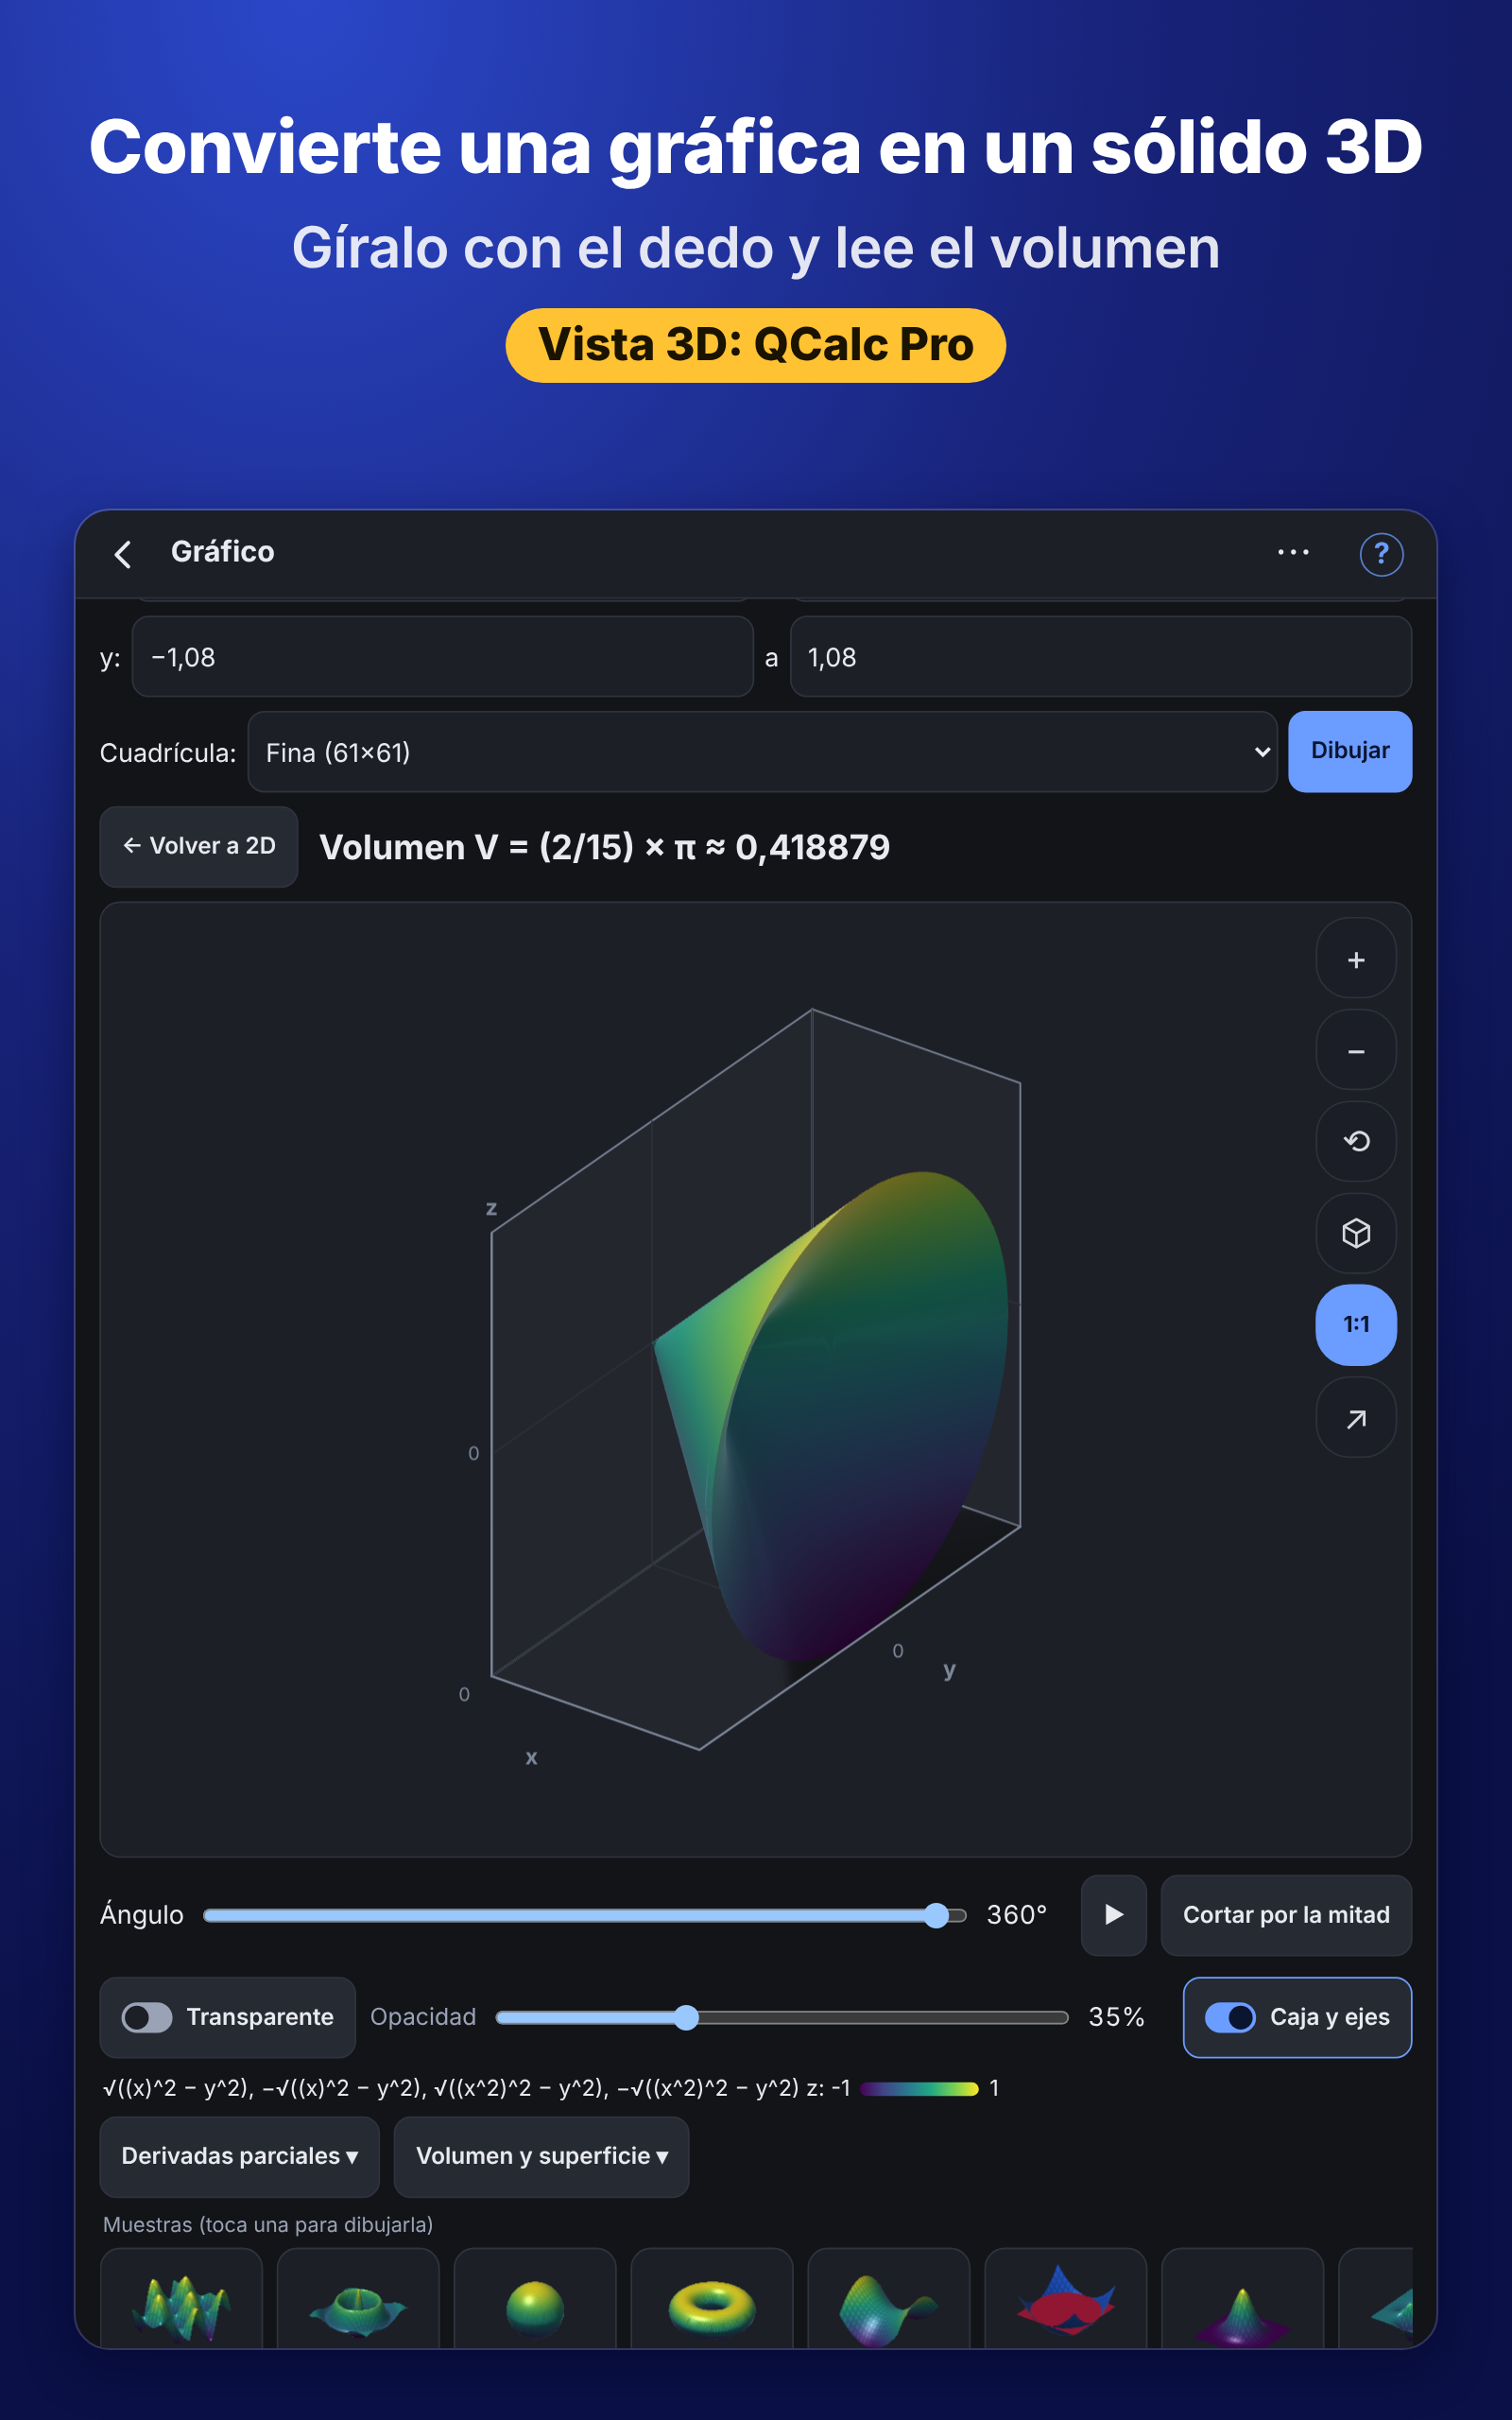 Convierte una gráfica en un sólido 3D
Gíralo con el dedo y lee el volumen
Vista 3D: QCalc Pro
Gráfico
?
y: −1,08 a 1,08
Cuadrícula: Fina (61×61) Dibujar
← Volver a 2D Volumen V = (2/15) × π ≈ 0,418879
+
−
1:1
z
0
0
x
0
y
Ángulo 360° Cortar por la mitad
Transparente Opacidad 35% Caja y ejes
√((x)^2 − y^2), −√((x)^2 − y^2), √((x^2)^2 − y^2), −√((x^2)^2 − y^2) z: -1 1
Derivadas parciales ▾ Volumen y superficie ▾
Muestras (toca una para dibujarla)